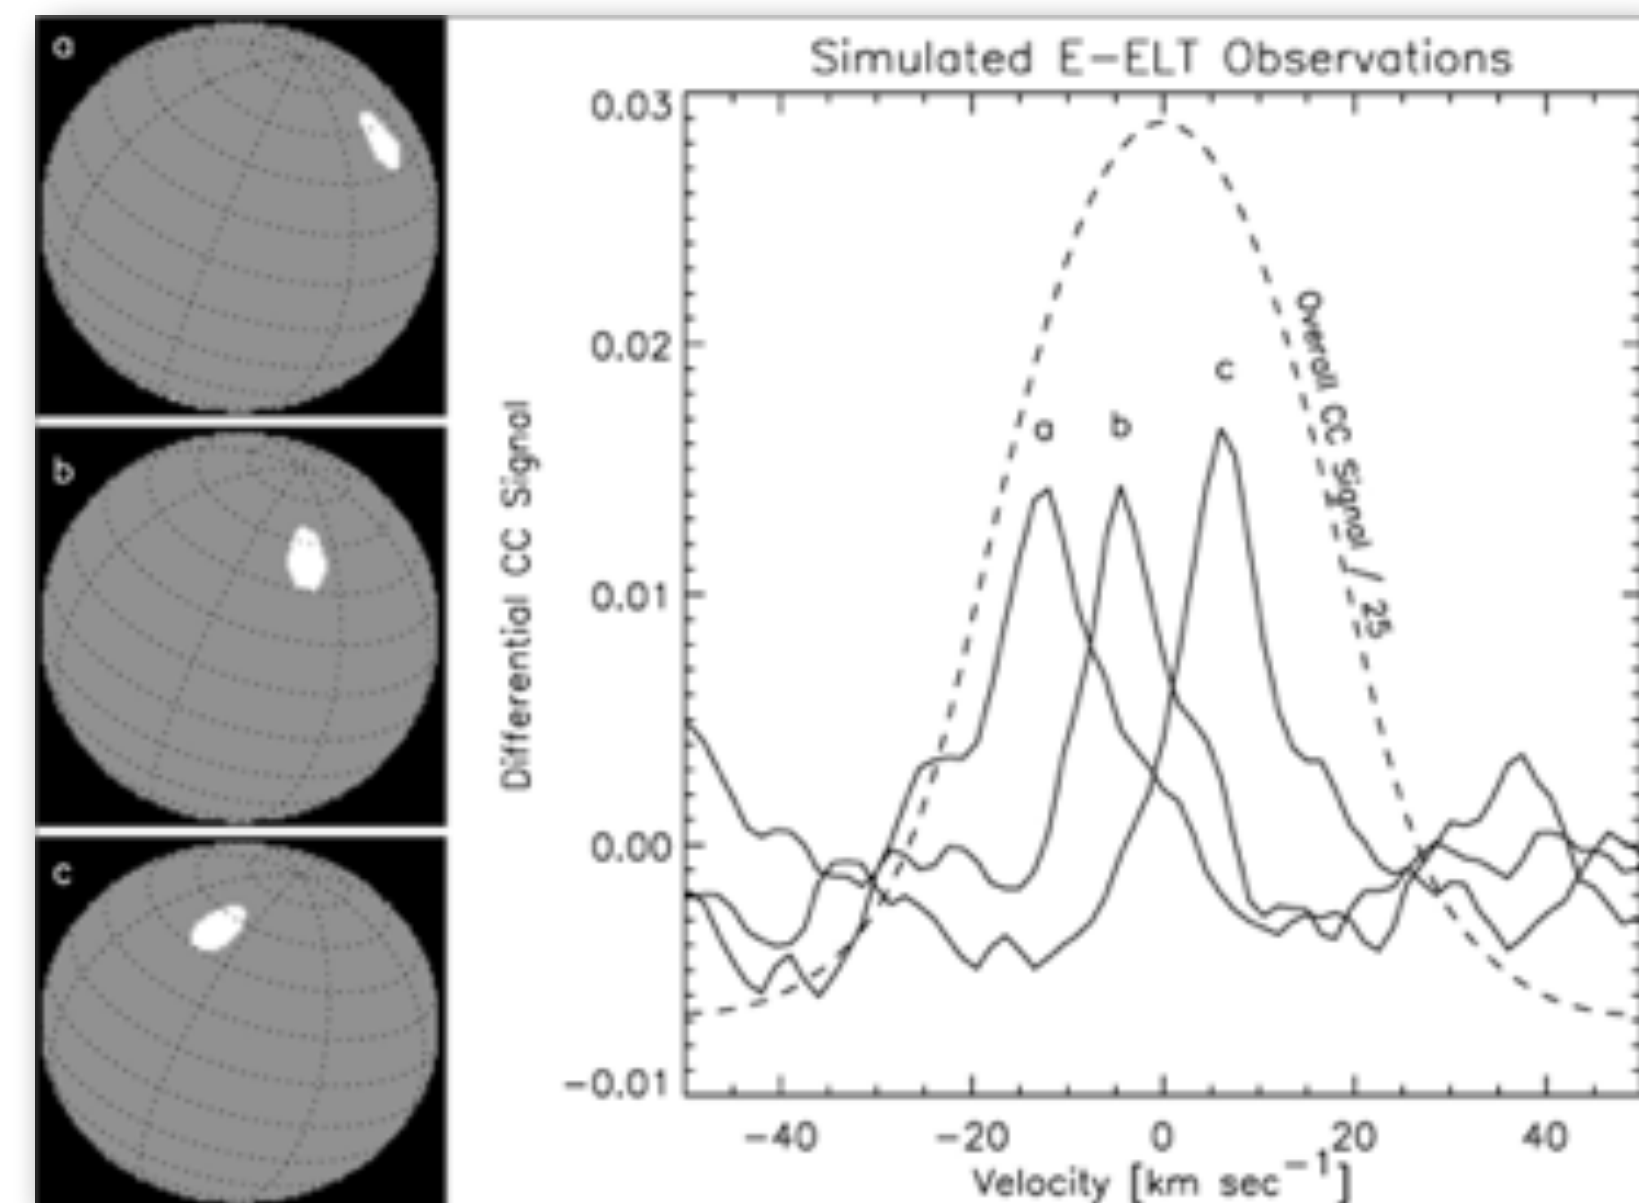 a
b
c
Simulated E-ELT Observations
0.03
0.02
0.01
0.00
-0.01
Differential CC Signal
a
b
c
Overall CC Signal / 25
-40
-20
0
20
40
Velocity [km sec⁻¹]